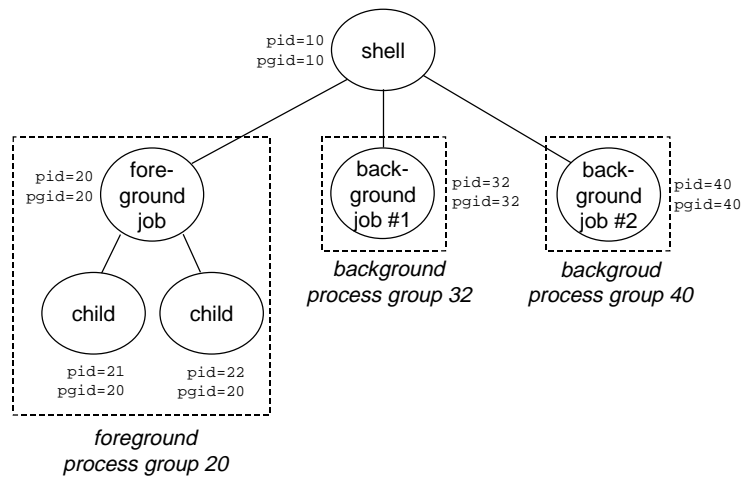 pid=10
pgid=10
shell
pid=20
pgid=20
fore-
ground
job
back-
ground
job #1
pid=32
pgid=32
back-
ground
job #2
pid=40
pgid=40
background
process group 32
backgroud
process group 40
child
child
pid=21
pgid=20
pid=22
pgid=20
foreground
process group 20